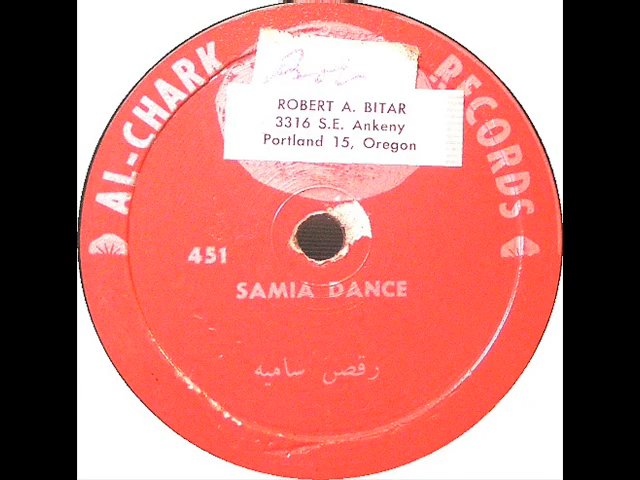 AL-CHARK RECORDS
ROBERT A. BITAR
3316 S.E. Ankeny
Portland 15, Oregon
451
SAMIA DANCE
رقص ساميه